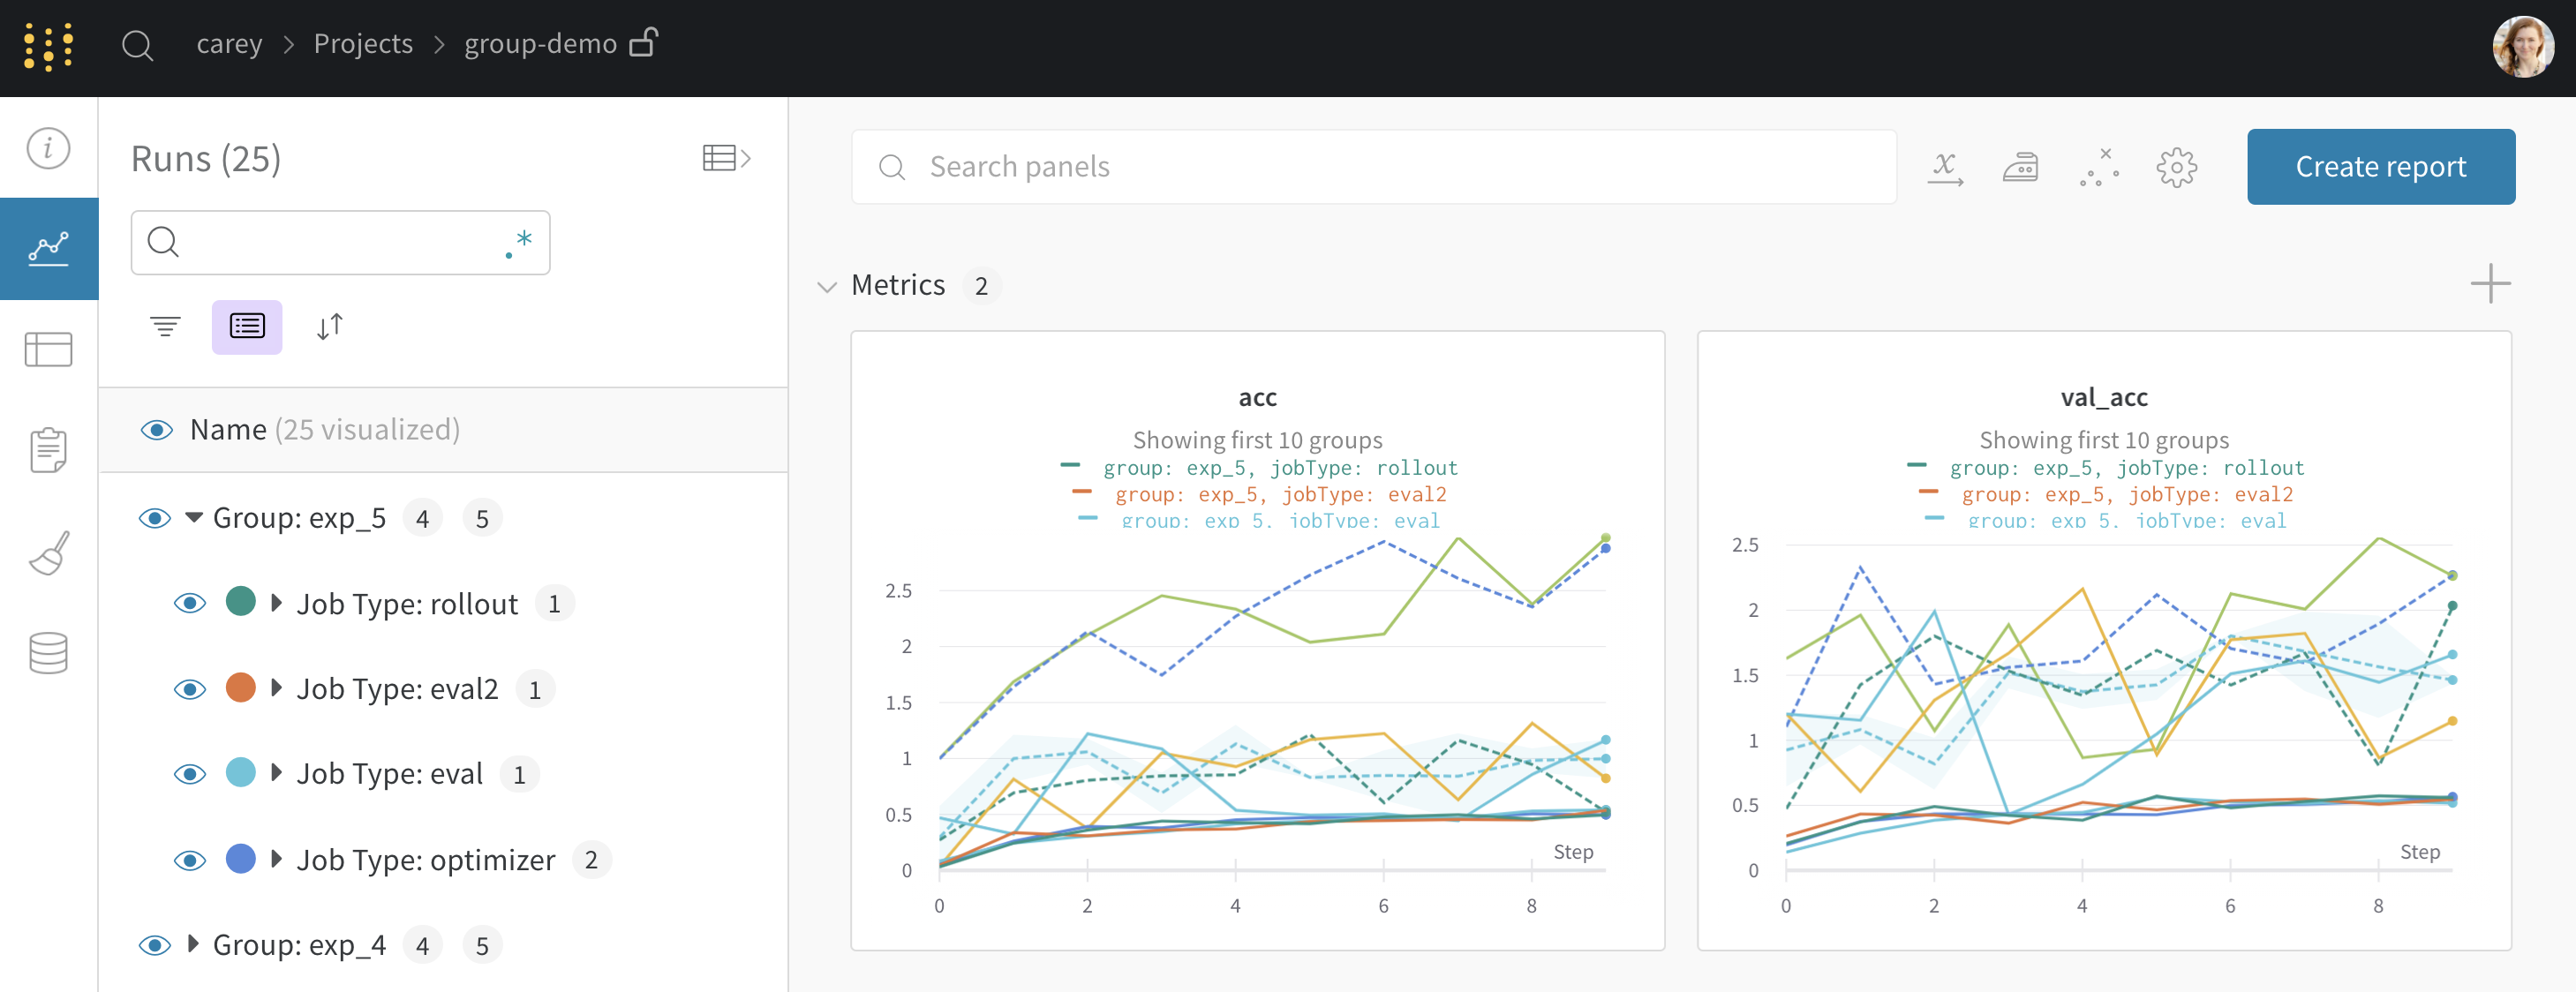 carey > Projects > group-demo
Runs (25)
.*
Name (25 visualized)
Group: exp_5 4 5
Job Type: rollout 1
Job Type: eval2 1
Job Type: eval 1
Job Type: optimizer 2
Group: exp_4 4 5
Search panels
Create report
Metrics 2
acc
Showing first 10 groups
group: exp_5, jobType: rollout
group: exp_5, jobType: eval2
group: exp_5, jobType: eval
2.5
2
1.5
1
0.5
0
Step
0 2 4 6 8
val_acc
Showing first 10 groups
group: exp_5, jobType: rollout
group: exp_5, jobType: eval2
group: exp_5, jobType: eval
2.5
2
1.5
1
0.5
0
Step
0 2 4 6 8